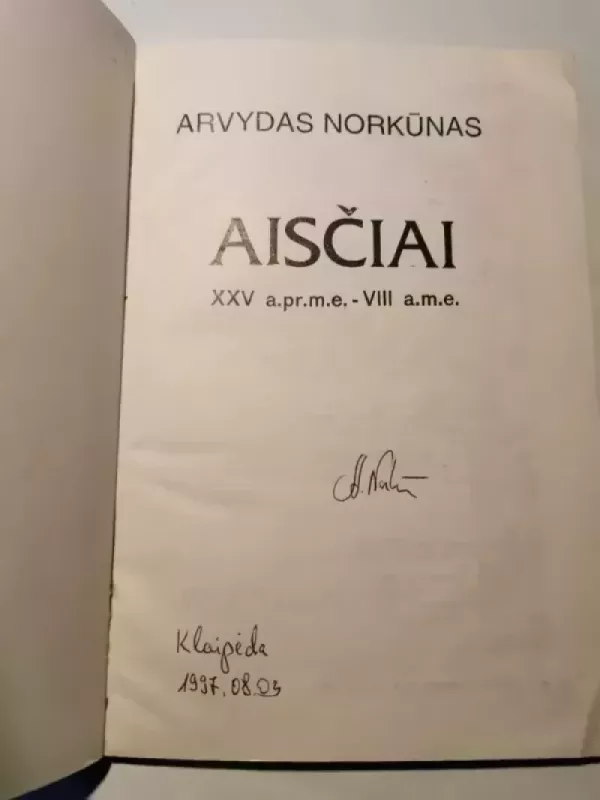 ARVYDAS NORKŪNAS
AISČIAI
XXV a.pr.m.e. - VIII a.m.e.
Klaipėda
1997.08.03